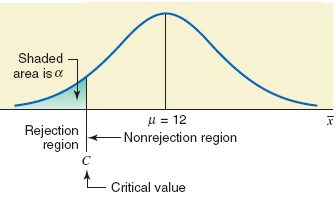 Shaded
area is α
μ = 12
x̅
Rejection
region
Nonrejection region
C
Critical value